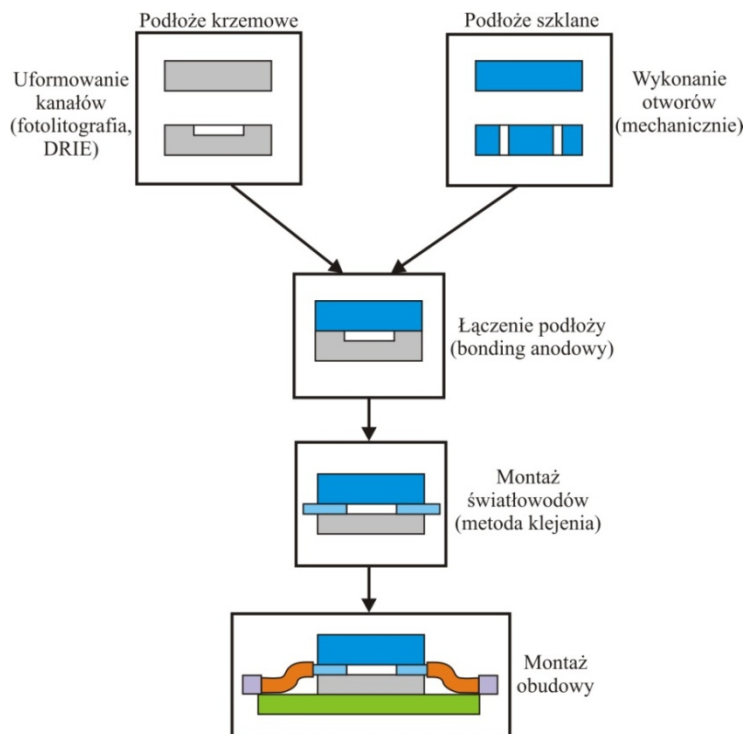 Podłoże krzemowe
Podłoże szklane
Uformowanie
kanałów
(fotolitografia,
DRIE)
Wykonanie
otworów
(mechanicznie)
Łączenie podłoży
(bonding anodowy)
Montaż
światłowodów
(metoda klejenia)
Montaż
obudowy